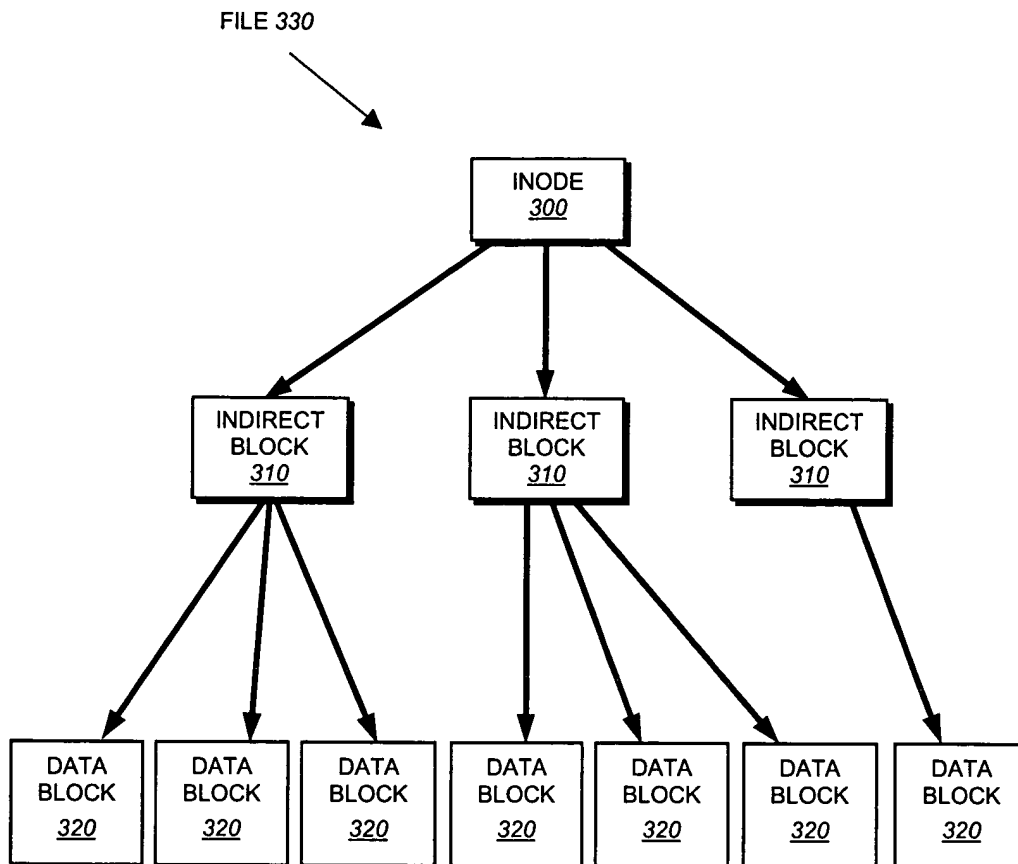 FILE 330
INODE
300
INDIRECT
BLOCK
310
INDIRECT
BLOCK
310
INDIRECT
BLOCK
310
DATA
BLOCK
320
DATA
BLOCK
320
DATA
BLOCK
320
DATA
BLOCK
320
DATA
BLOCK
320
DATA
BLOCK
320
DATA
BLOCK
320